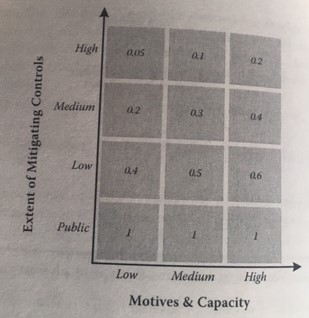 Extent of Mitigating Controls
High 0.05 0.1 0.2
Medium 0.2 0.3 0.4
Low 0.4 0.5 0.6
Public 1 1 1
Low Medium High
Motives & Capacity